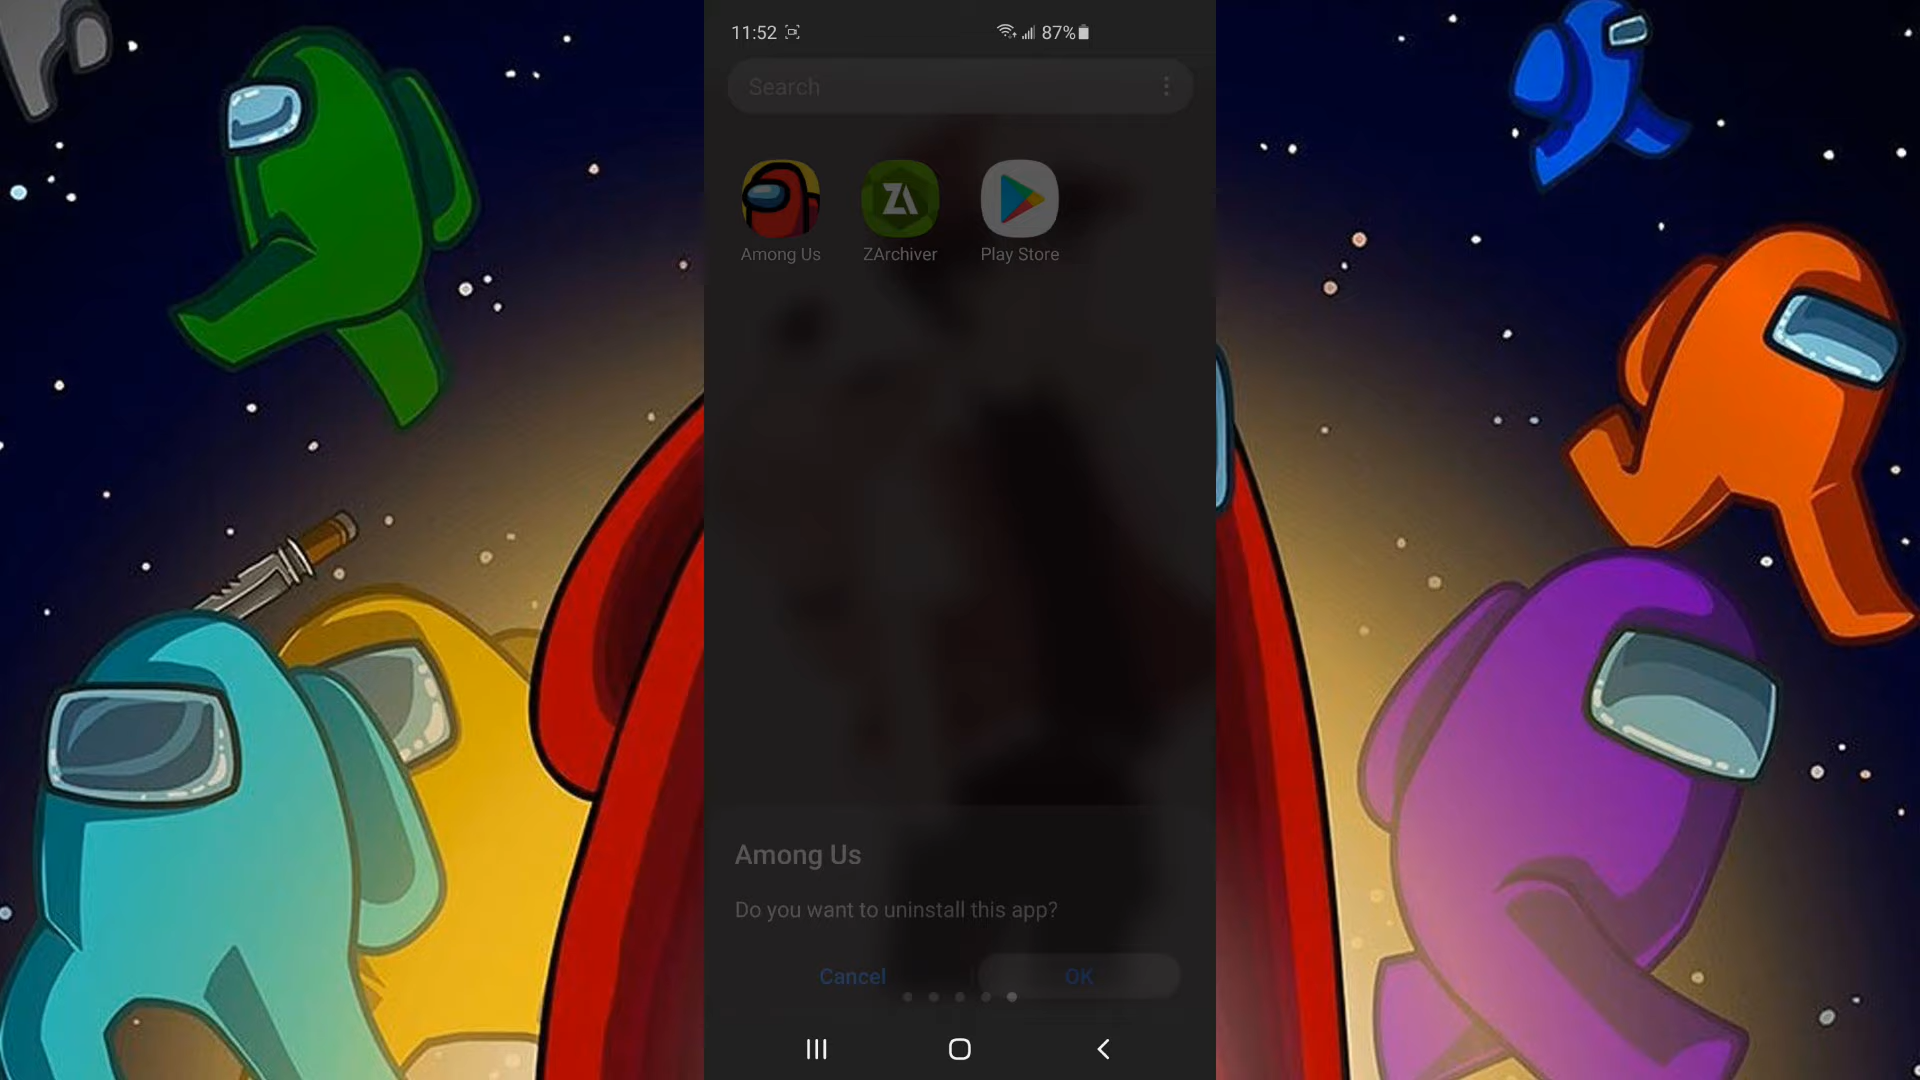 11:52
87%
Search
Among Us
ZArchiver
Play Store
Among Us
Do you want to uninstall this app?
Cancel
OK